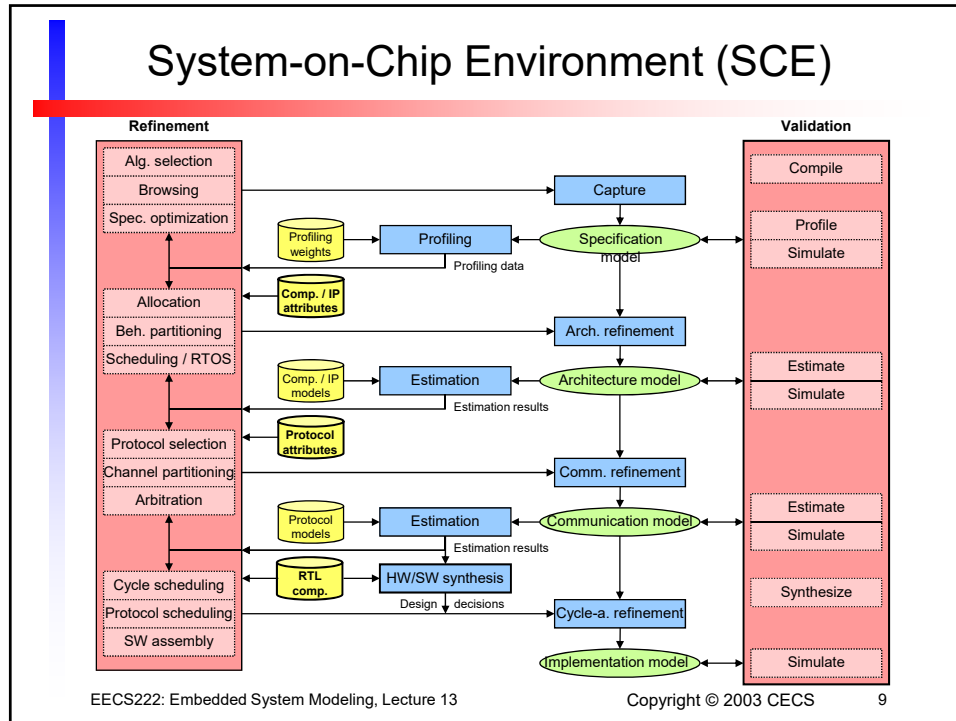 System-on-Chip Environment (SCE)
Refinement
Validation
Alg. selection
Browsing
Spec. optimization
Capture
Compile
Profiling
weights
Profiling
Specification
model
Profile
Simulate
Profiling data
Comp. / IP
attributes
Allocation
Beh. partitioning
Scheduling / RTOS
Arch. refinement
Comp. / IP
models
Estimation
Architecture model
Estimate
Simulate
Estimation results
Protocol
attributes
Protocol selection
Channel partitioning
Arbitration
Comm. refinement
Protocol
models
Estimation
Communication model
Estimate
Simulate
Estimation results
RTL
comp.
HW/SW synthesis
Cycle scheduling
Protocol scheduling
SW assembly
Design decisions
Cycle-a. refinement
Synthesize
Implementation model
Simulate
EECS222: Embedded System Modeling, Lecture 13
Copyright © 2003 CECS
9